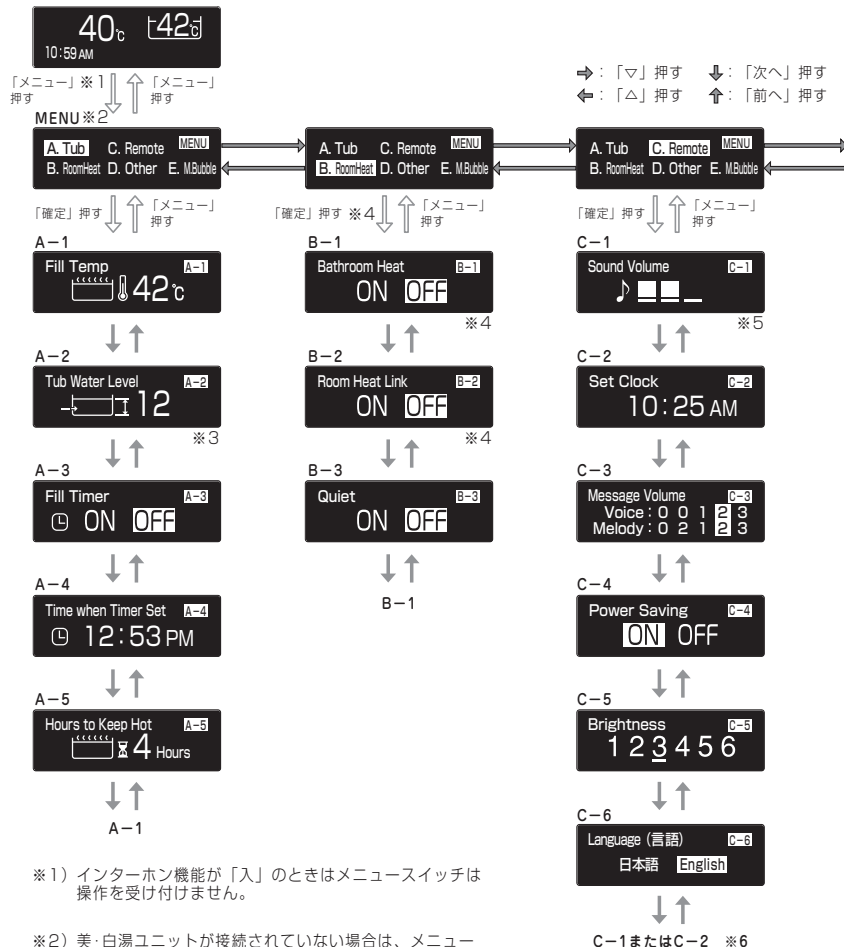 40℃ 42℃
10:59 AM
「メニュー」※1
押す
「メニュー」
押す
⇨：「▽」押す ⇩：「次へ」押す
⇦：「△」押す ⇧：「前へ」押す
MENU※2
A. Tub C. Remote MENU
B. RoomHeat D. Other E. M.Bubble
A. Tub C. Remote MENU
B. RoomHeat D. Other E. M.Bubble
A. Tub C. Remote MENU
B. RoomHeat D. Other E. M.Bubble
「確定」押す
「メニュー」
押す
「確定」押す ※4
「メニュー」
押す
「確定」押す
「メニュー」
押す
A－1
Fill Temp A-1
42℃
A－2
Tub Water Level A-2
12
※3
A－3
Fill Timer A-3
ON OFF
A－4
Time when Timer Set A-4
12:53 PM
A－5
Hours to Keep Hot A-5
4 Hours
A－1
B－1
Bathroom Heat B-1
ON OFF
※4
B－2
Room Heat Link B-2
ON OFF
※4
B－3
Quiet B-3
ON OFF
B－1
C－1
Sound Volume C-1
♪
※5
C－2
Set Clock C-2
10:25 AM
C－3
Message Volume C-3
Voice : 0 0 1 2 3
Melody : 0 2 1 2 3
C－4
Power Saving C-4
ON OFF
C－5
Brightness C-5
1 2 3 4 5 6
C－6
Language (言語) C-6
日本語 English
C－1またはC－2 ※6
※1）インターホン機能が「入」のときはメニュースイッチは
操作を受け付けません。
※2）美･白湯ユニットが接続されていない場合は、メニュー